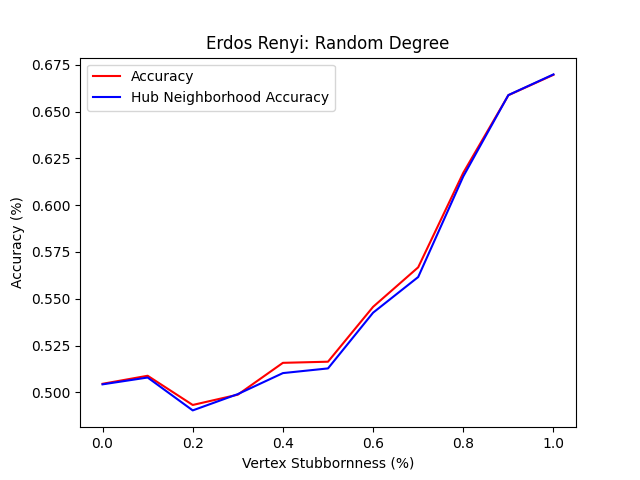 Erdos Renyi: Random Degree
Accuracy
Hub Neighborhood Accuracy
Accuracy (%)
0.675
0.650
0.625
0.600
0.575
0.550
0.525
0.500
0.0 0.2 0.4 0.6 0.8 1.0
Vertex Stubbornness (%)